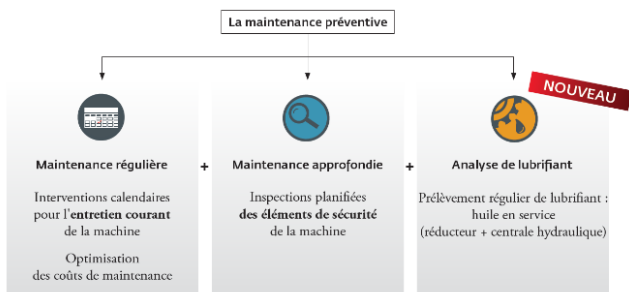 La maintenance préventive
NOUVEAU
Maintenance régulière + Maintenance approfondie + Analyse de lubrifiant
Interventions calendaires
pour l'entretien courant
de la machine
Optimisation
des coûts de maintenance
Inspections planifiées
des éléments de sécurité
de la machine
Prélèvement régulier de lubrifiant :
huile en service
(réducteur + centrale hydraulique)